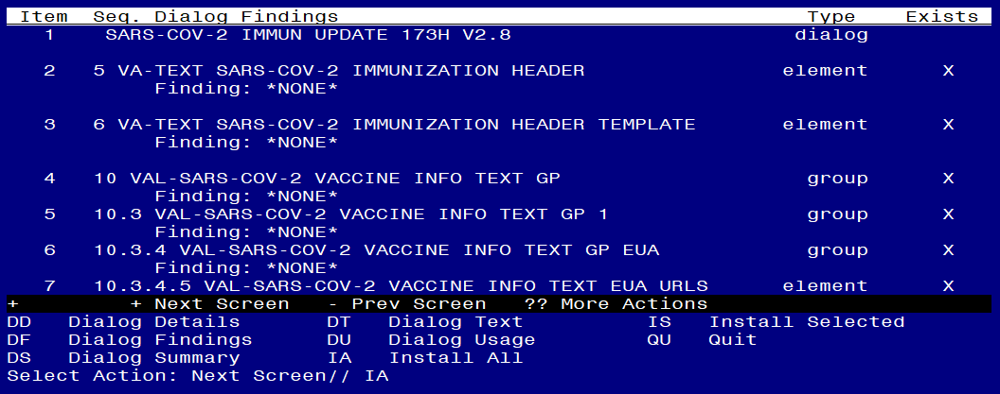 Item  Seq. Dialog Findings                                      Type    Exists
   1    SARS-COV-2 IMMUN UPDATE 173H V2.8                       dialog
   2   5 VA-TEXT SARS-COV-2 IMMUNIZATION HEADER                element     X
            Finding: *NONE*
   3   6 VA-TEXT SARS-COV-2 IMMUNIZATION HEADER TEMPLATE       element     X
            Finding: *NONE*
   4   10 VAL-SARS-COV-2 VACCINE INFO TEXT GP                    group     X
            Finding: *NONE*
   5   10.3 VAL-SARS-COV-2 VACCINE INFO TEXT GP 1                group     X
            Finding: *NONE*
   6   10.3.4 VAL-SARS-COV-2 VACCINE INFO TEXT GP EUA            group     X
            Finding: *NONE*
   7   10.3.4.5 VAL-SARS-COV-2 VACCINE INFO TEXT EUA URLS      element     X
+         + Next Screen   - Prev Screen   ?? More Actions
DD   Dialog Details       DT   Dialog Text          IS   Install Selected
DF   Dialog Findings      DU   Dialog Usage         QU   Quit
DS   Dialog Summary       IA   Install All
Select Action: Next Screen// IA